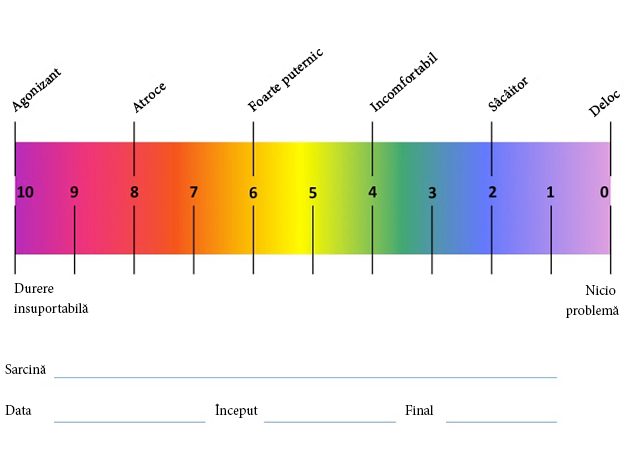 Agonizant Atroce Foarte puternic Incomfortabil Sâcâitor Deloc
10 9 8 7 6 5 4 3 2 1 0
Durere
insuportabilă
Nicio
problemă
Sarcină
Data Început Final